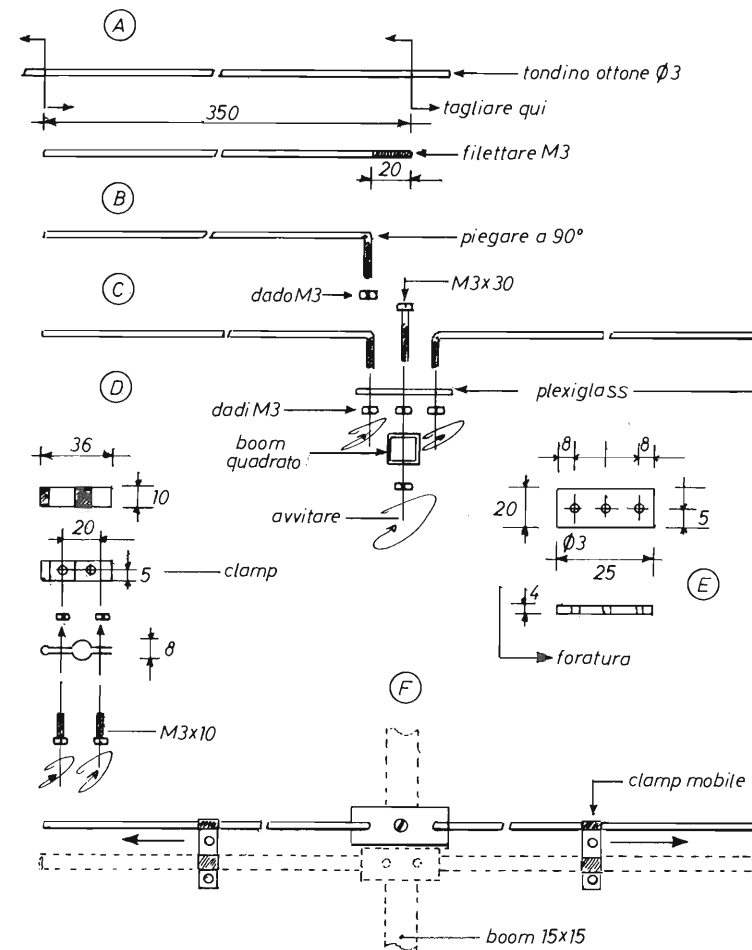 A
tondino ottone Ø3
tagliare qui
350
filettare M3
20
B
piegare a 90°
dado M3
M3x30
C
plexiglass
D
dadi M3
boom
quadrato
36
10
avvitare
8
8
20
5
Ø3
25
E
20
5
clamp
4
8
foratura
F
M3x10
clamp mobile
boom 15x15